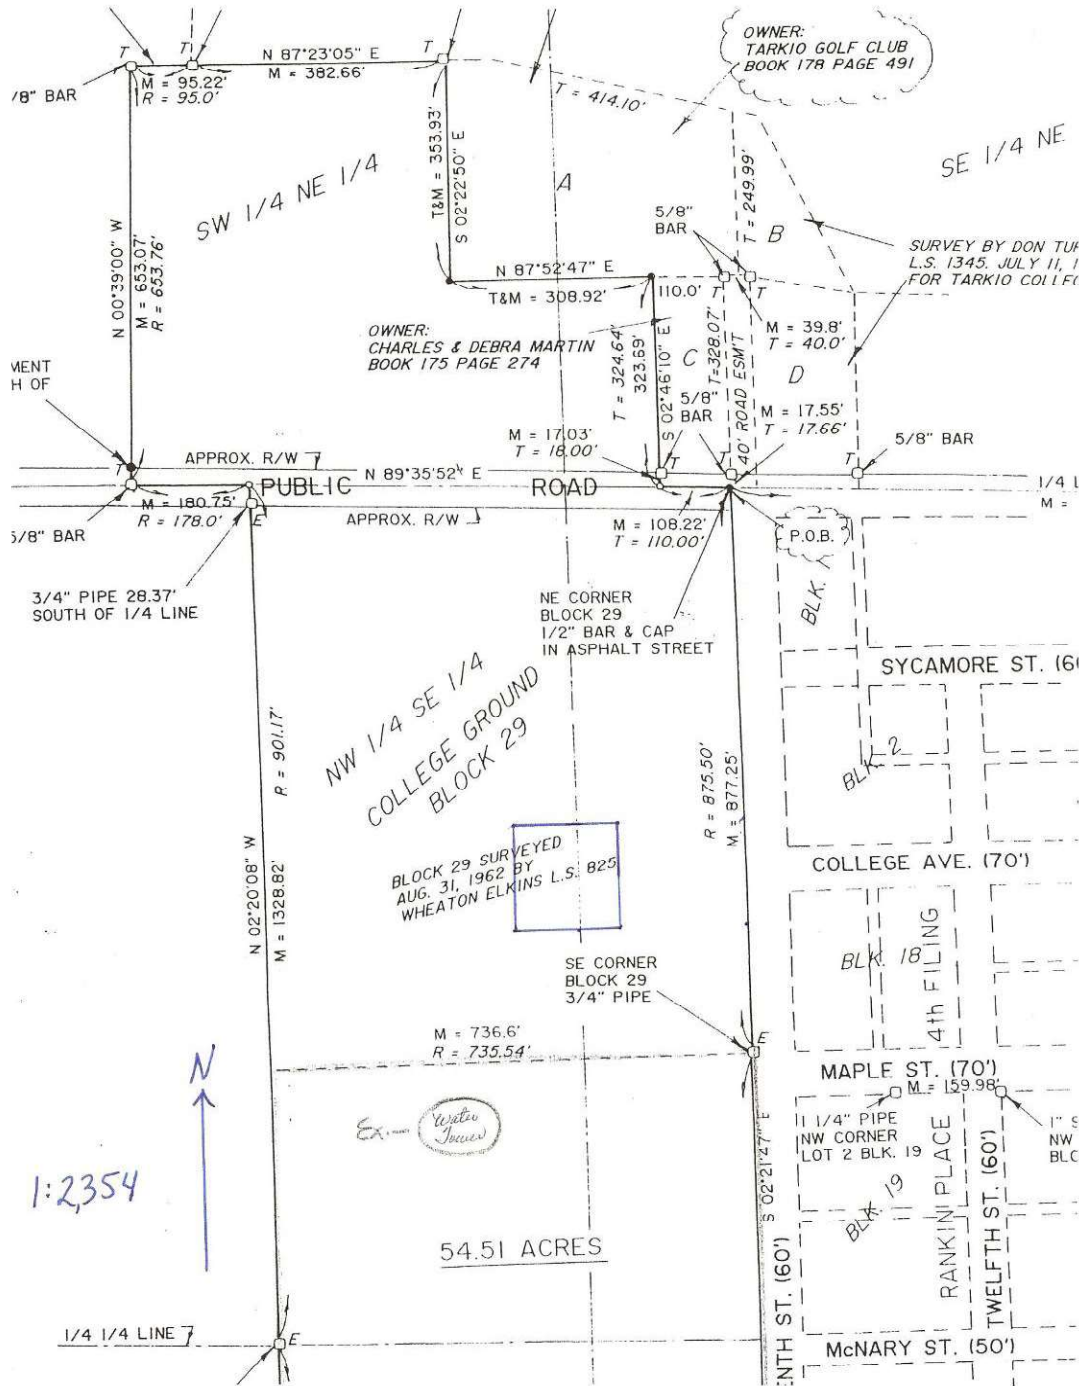 OWNER:
TARKIO GOLF CLUB
BOOK 178 PAGE 491
T
T
N 87°23'05" E
T
M = 95.22'
R = 95.0'
M = 382.66'
/8" BAR
T = 414.10'
SE 1/4 NE
SW 1/4 NE 1/4
T&M = 353.93'
S 02°22'50" E
A
T = 249.99'
B
5/8"
BAR
SURVEY BY DON
L.S. 1345. JULY 11,
FOR TARKIO
N 00°39'00" W
M = 653.07'
R = 653.76'
N 87°52'47" E
T&M = 308.92'
110.0'
T
T
M = 39.8'
T = 40.0'
OWNER:
CHARLES & DEBRA MARTIN
BOOK 175 PAGE 274
T = 324.64'
323.69'
S 02°46'10" E
C
T=328.07'
40' ROAD ESM'T
D
5/8"
BAR
M = 17.55'
T = 17.66'
MENT
H OF
M = 17.03'
T = 18.00'
5/8" BAR
T
APPROX. R/W
N 89°35'52" E
T
T
T
PUBLIC ROAD
1/4 L
M =
M = 180.75'
R = 178.0'
E
APPROX. R/W
M = 108.22'
T = 110.00'
P.O.B.
5/8" BAR
3/4" PIPE 28.37'
SOUTH OF 1/4 LINE
NE CORNER
BLOCK 29
1/2" BAR & CAP
IN ASPHALT STREET
BLK.
SYCAMORE ST. (60
NW 1/4 SE 1/4
COLLEGE GROUND
BLOCK 29
R = 901.17'
N 02°20'08" W
M = 1328.82'
R = 875.50'
M = 877.25'
BLK. 2
COLLEGE AVE. (70')
BLOCK 29 SURVEYED
AUG. 31, 1962 BY
WHEATON ELKINS L.S. 825
BLK. 18
4th FILING
SE CORNER
BLOCK 29
3/4" PIPE
M = 736.6'
R = 735.54'
E
MAPLE ST. (70')
M = 159.98'
N
Ex.—
Water
Tower
1 1/4" PIPE
NW CORNER
LOT 2 BLK. 19
1" S
NW
BLO
S 02°21'47" E
1:2,354
BLK. 19
RANKIN PLACE
TWELFTH ST. (60')
54.51 ACRES
ENTH ST. (60')
1/4 1/4 LINE
E
McNARY ST. (50')